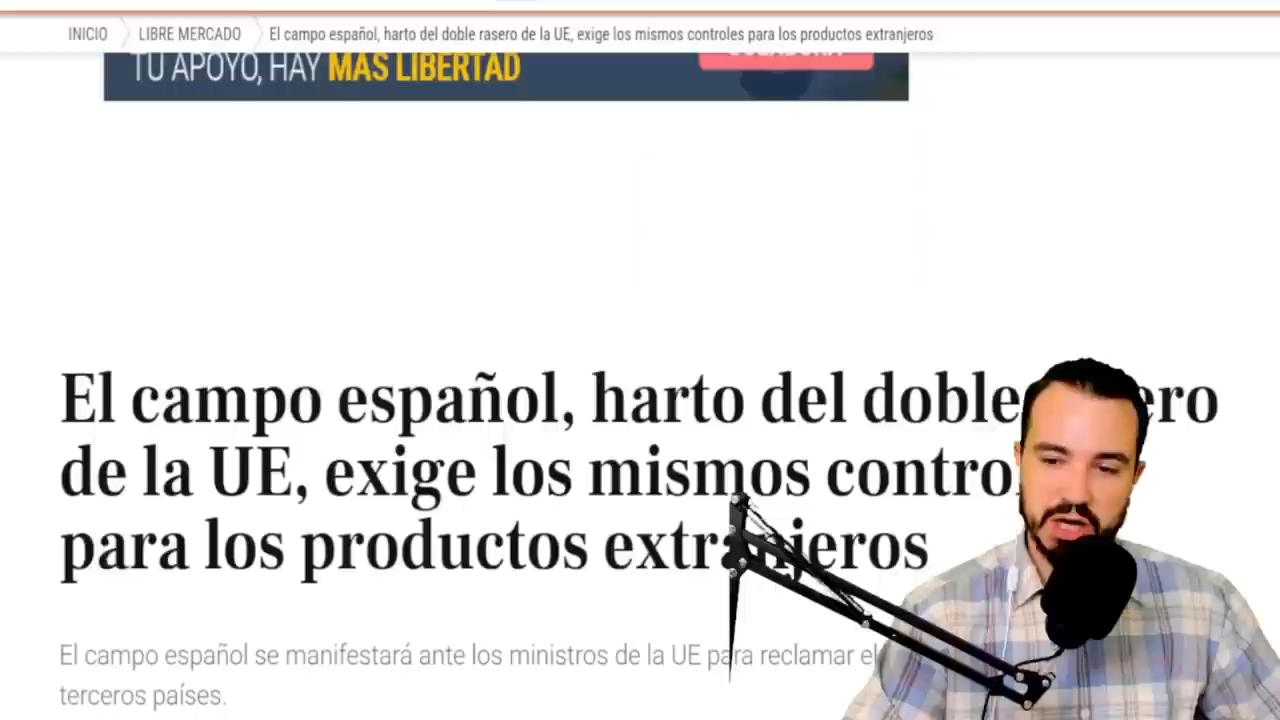 INICIO LIBRE MERCADO El campo español, harto del doble rasero de la UE, exige los mismos controles para los productos extranjeros
TU APOYO, HAY MÁS LIBERTAD
El campo español, harto del doble ero
de la UE, exige los mismos contro
para los productos extranjeros
El campo español se manifestará ante los ministros de la UE para reclamar el
terceros países.